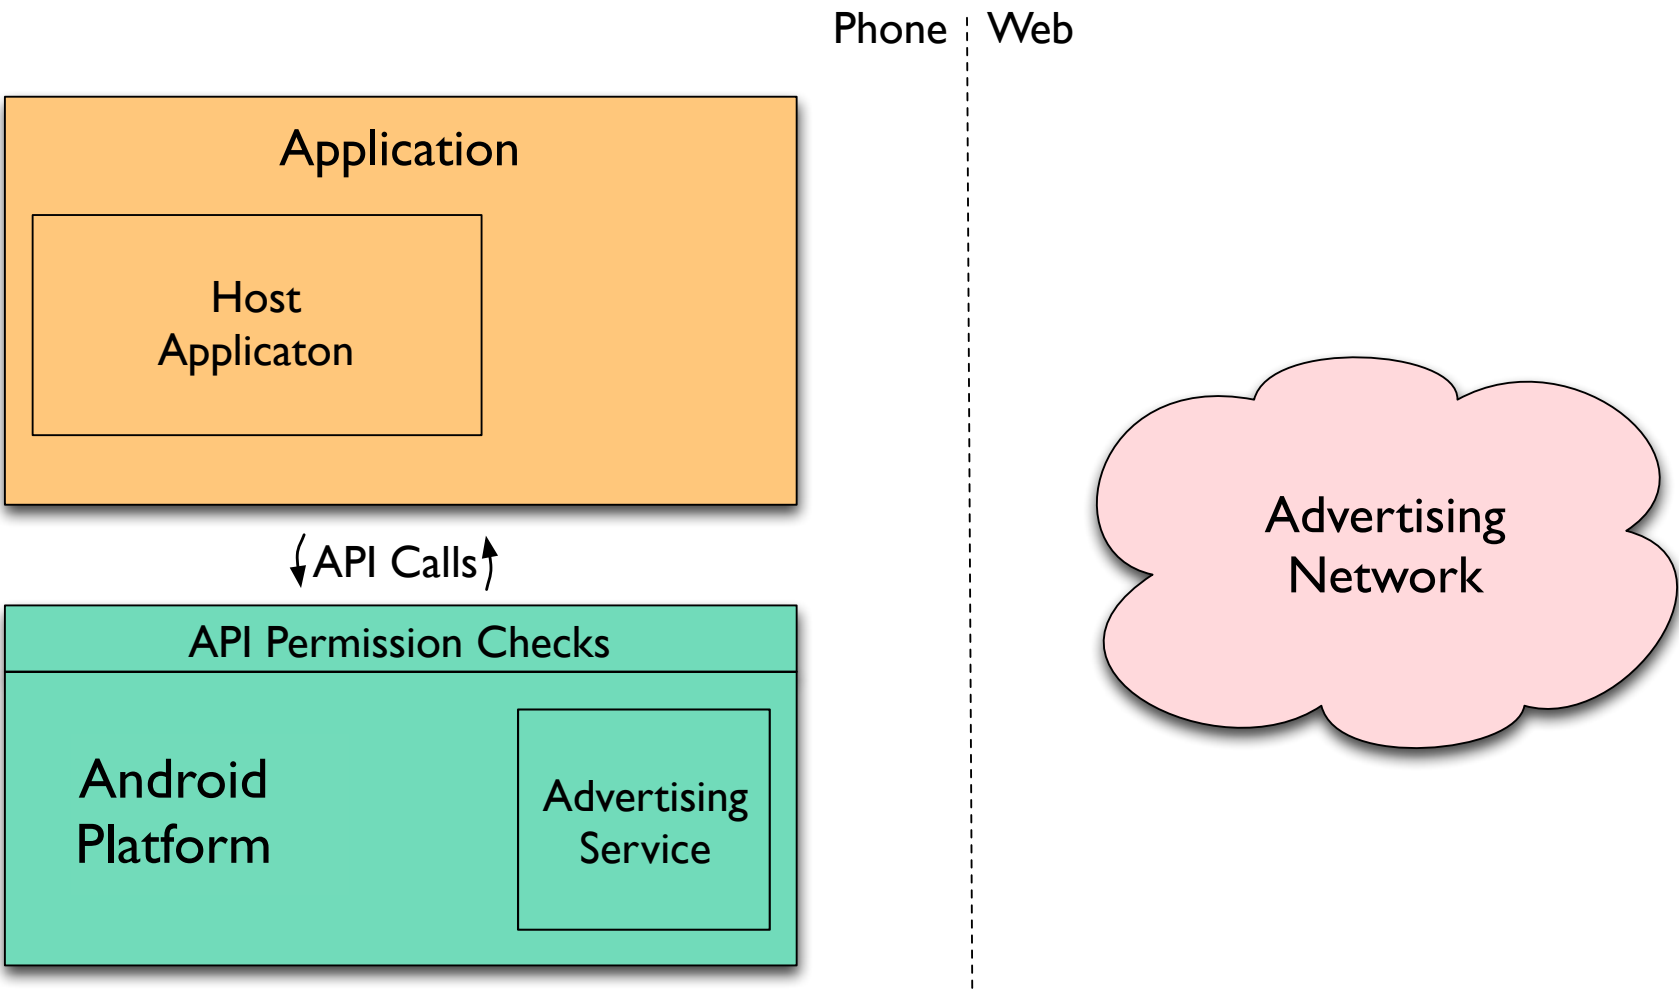 Phone
Web
Application
Host
Applicaton
API Calls
API Permission Checks
Android
Platform
Advertising
Service
Advertising
Network